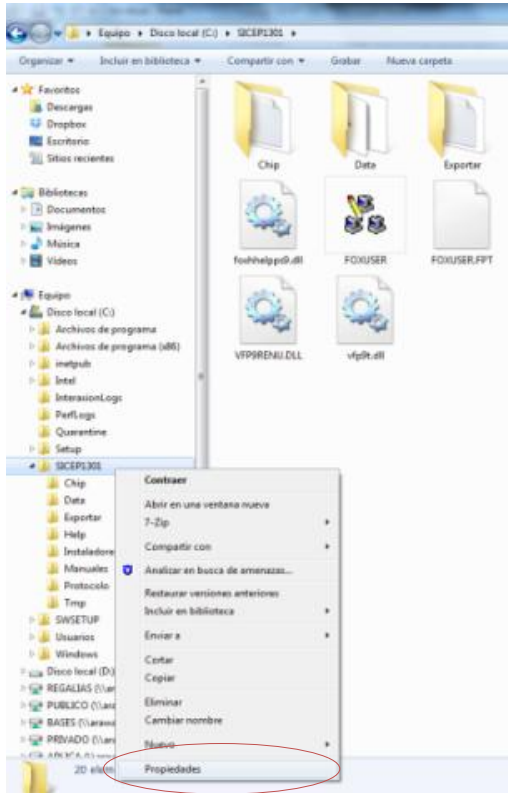 Equipo ▸ Disco local (C:) ▸ SICEP1301 ▸
Organizar Incluir en biblioteca Compartir con Grabar Nueva carpeta
Favoritos
Descargas
Dropbox
Escritorio
Sitios recientes
Bibliotecas
Documentos
Imágenes
Música
Vídeos
Equipo
Disco local (C:)
Archivos de programa
Archivos de programa (x86)
inetpub
Intel
InterasionLogs
PerfLogs
Quarantine
Setup
SICEP1301
Chip
Data
Exportar
Help
Instaladore
Manuales
Protocolo
Tmp
SWSETUP
Usuarios
Windows
Disco local (D:)
REGALIAS
PUBLICO
BASES
PRIVADO
20 elem
Chip Data Exportar
foxhhelpps9.dll FOXUSER FOXUSER.FPT
VFP9RENU.DLL vfp9t.dll
Contraer
Abrir en una ventana nueva
7-Zip
Compartir con
Analizar en busca de amenazas...
Restaurar versiones anteriores
Incluir en biblioteca
Enviar a
Cortar
Copiar
Eliminar
Cambiar nombre
Nuevo
Propiedades